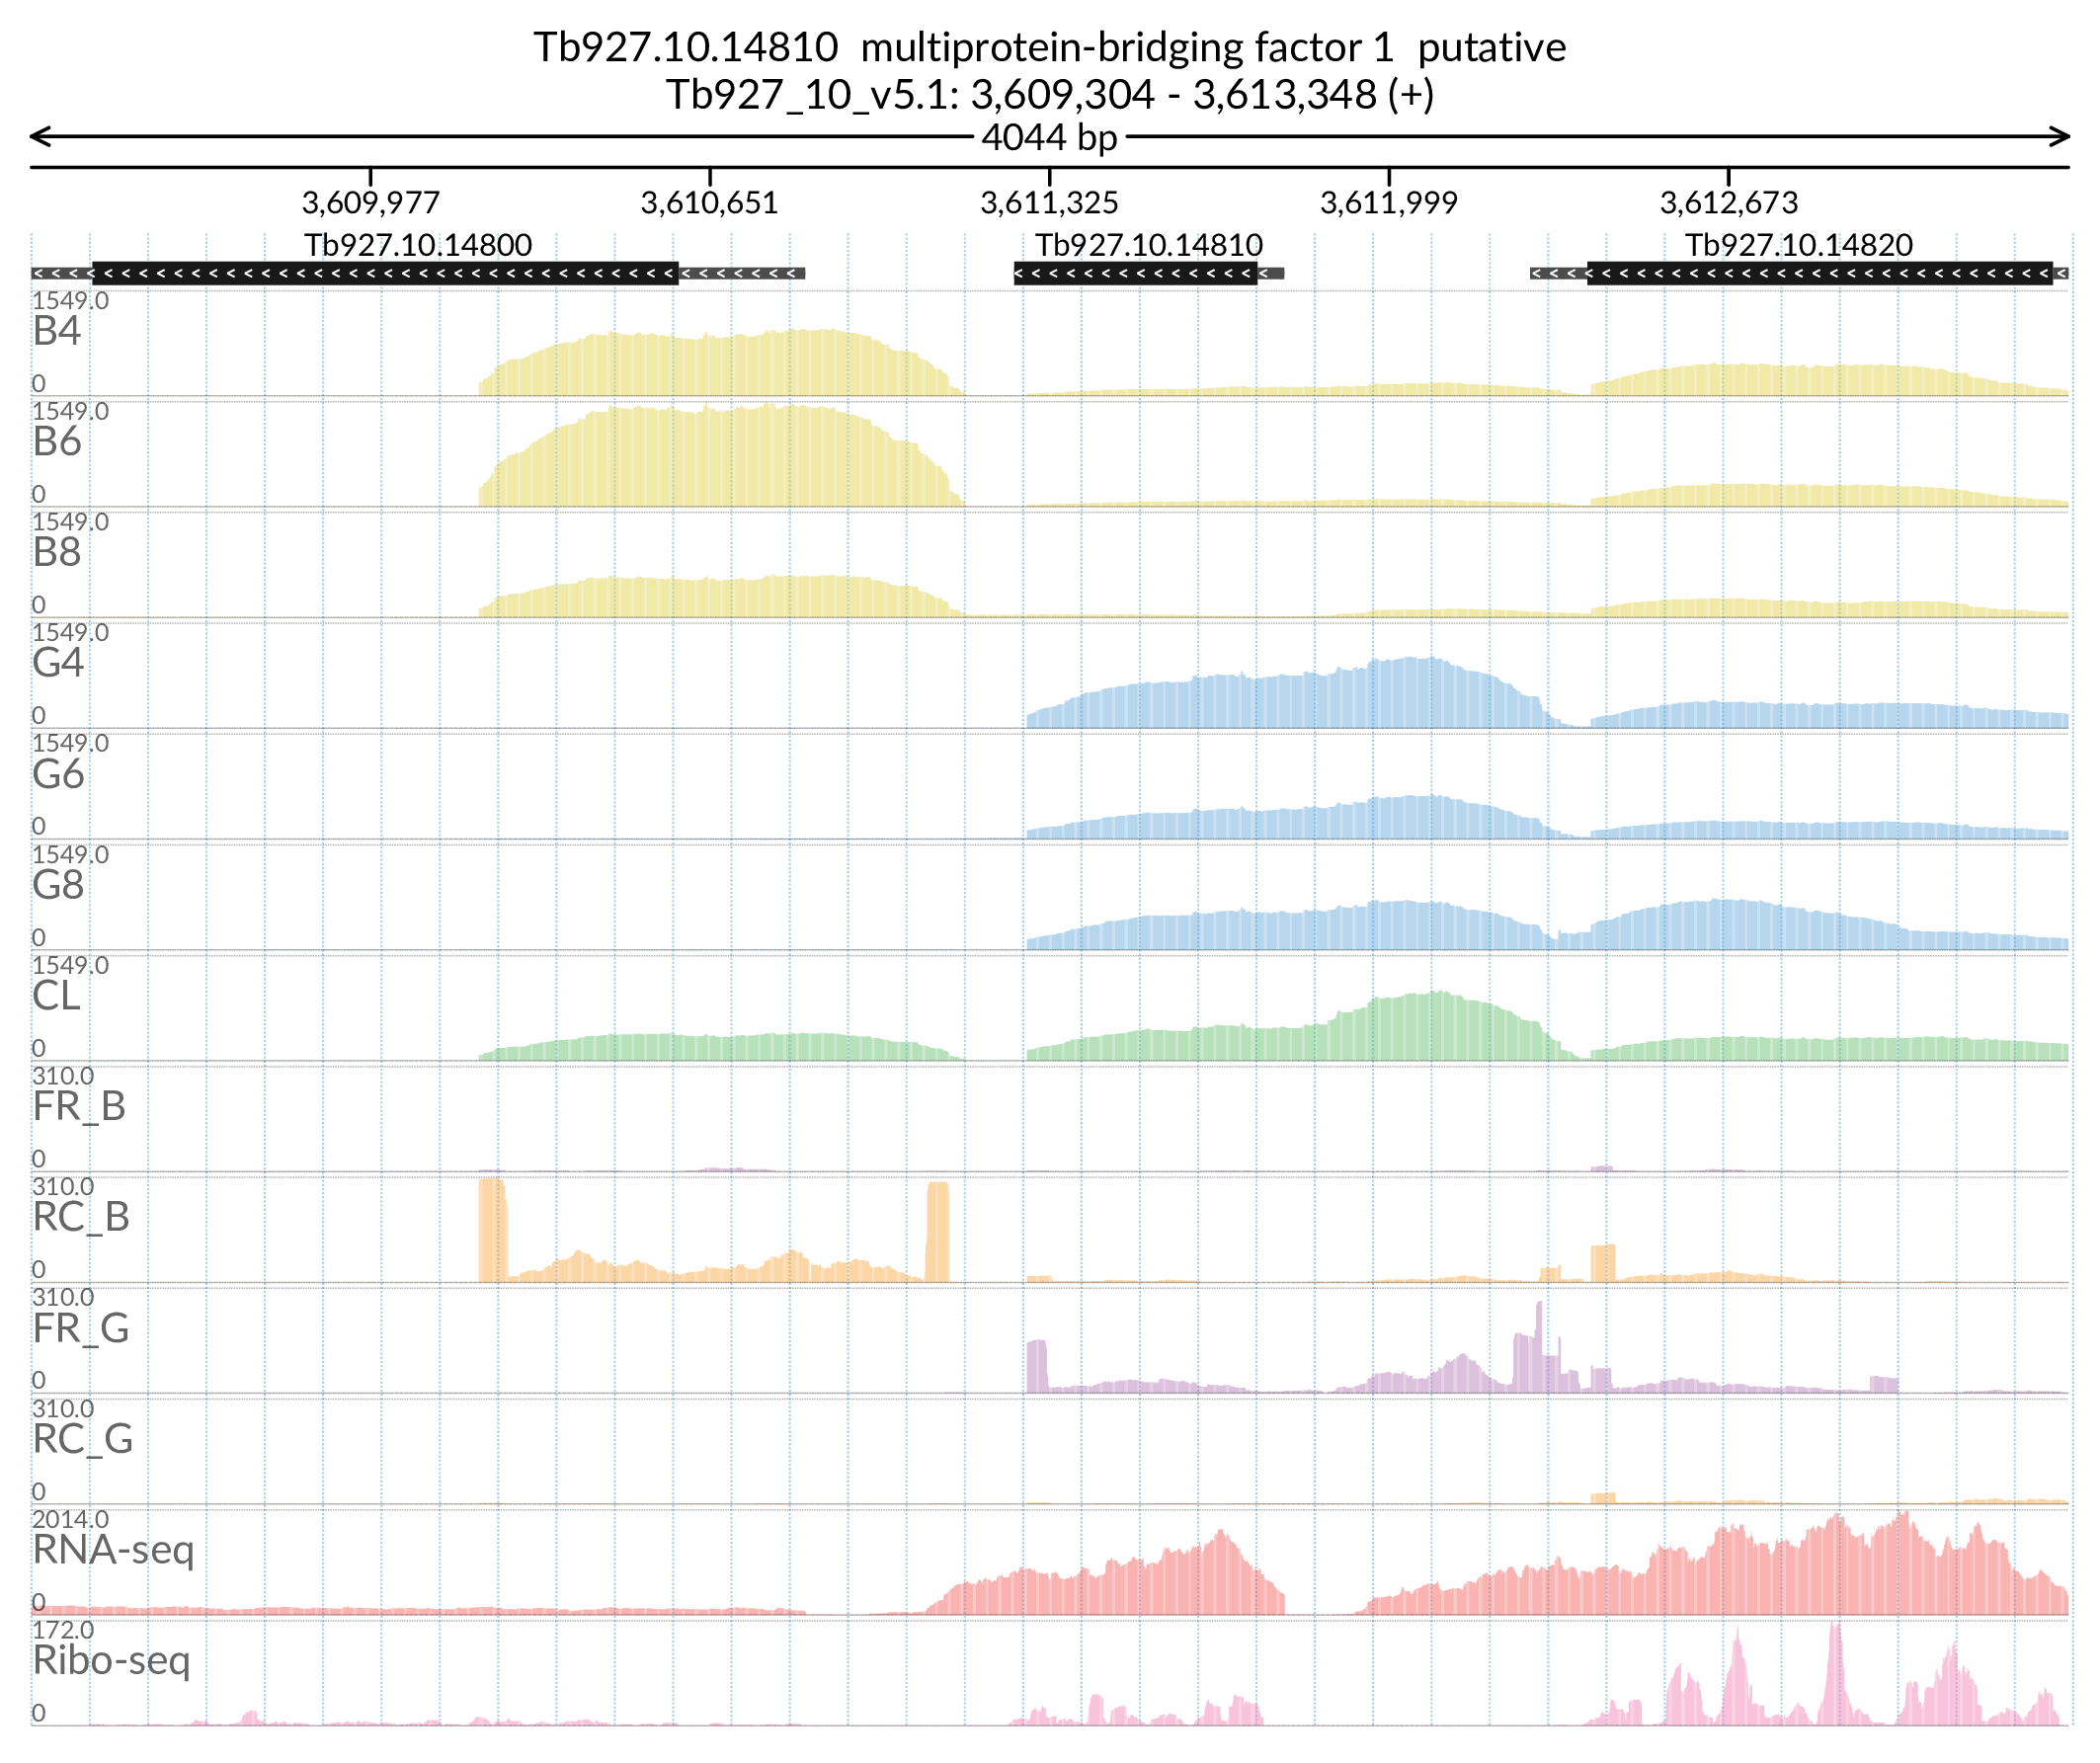 Tb927.10.14810 multiprotein-bridging factor 1 putative
Tb927_10_v5.1: 3,609,304 - 3,613,348 (+)
4044 bp
3,609,977 3,610,651 3,611,325 3,611,999 3,612,673
Tb927.10.14800 Tb927.10.14810 Tb927.10.14820
1549.0
B4
0
1549.0
B6
0
1549.0
B8
0
1549.0
G4
0
1549.0
G6
0
1549.0
G8
0
1549.0
CL
0
310.0
FR_B
0
310.0
RC_B
0
310.0
FR_G
0
310.0
RC_G
0
2014.0
RNA-seq
0
172.0
Ribo-seq
0